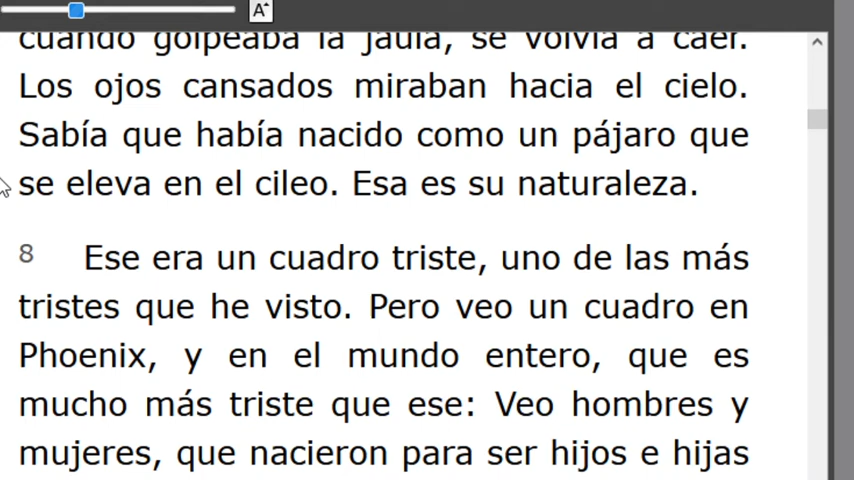 A
cuando golpeaba la jaula, se volvía a caer.
Los ojos cansados miraban hacia el cielo.
Sabía que había nacido como un pájaro que
se eleva en el cileo. Esa es su naturaleza.
8 Ese era un cuadro triste, uno de las más
tristes que he visto. Pero veo un cuadro en
Phoenix, y en el mundo entero, que es
mucho más triste que ese: Veo hombres y
mujeres, que nacieron para ser hijos e hijas